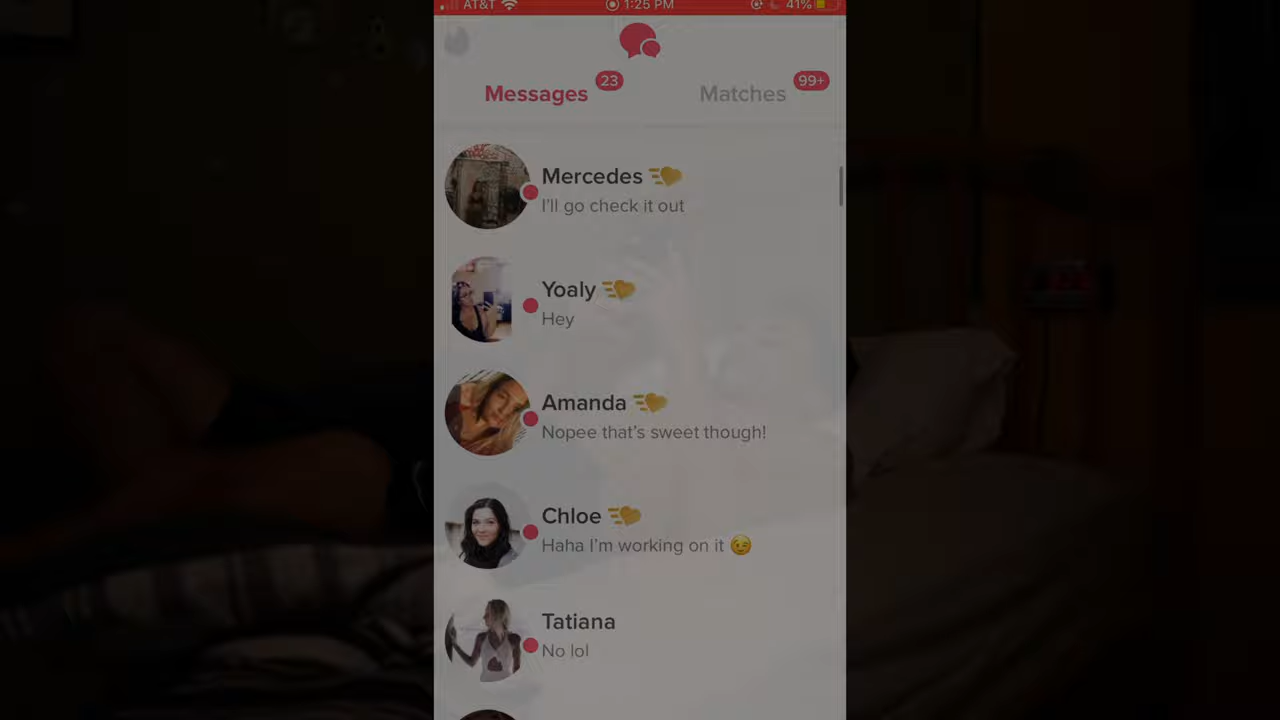 AT&T 1:25 PM 41%
Messages 23 Matches 99+
Mercedes
I'll go check it out
Yoaly
Hey
Amanda
Nopee that's sweet though!
Chloe
Haha I'm working on it 😉
Tatiana
No lol